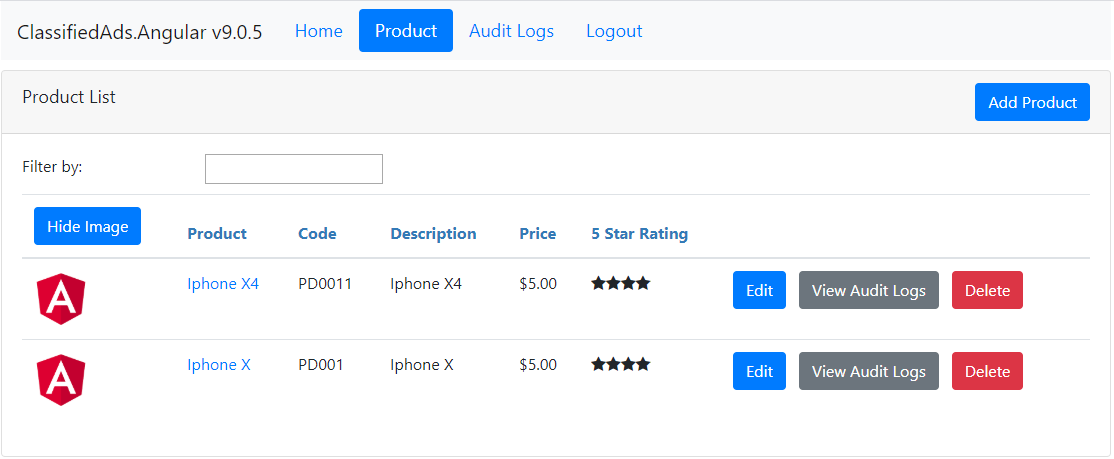 ClassifiedAds.Angular v9.0.5 Home Product Audit Logs Logout
Product List Add Product
Filter by:
Hide Image Product Code Description Price 5 Star Rating
Iphone X4 PD0011 Iphone X4 $5.00 Edit View Audit Logs Delete
Iphone X PD001 Iphone X $5.00 Edit View Audit Logs Delete